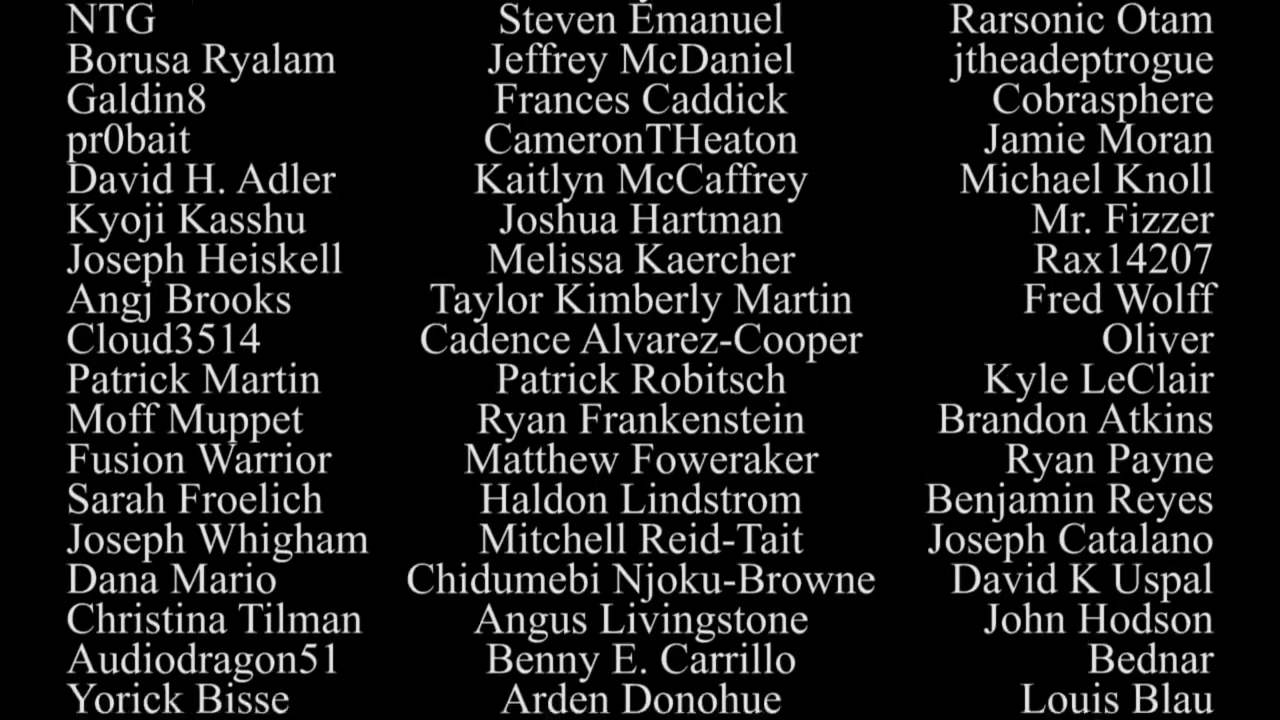 NTG Steven Emanuel Rarsonic Otam
Borusa Ryalam Jeffrey McDaniel jtheadeptrogue
Galdin8 Frances Caddick Cobrasphere
pr0bait CameronTHeaton Jamie Moran
David H. Adler Kaitlyn McCaffrey Michael Knoll
Kyoji Kasshu Joshua Hartman Mr. Fizzer
Joseph Heiskell Melissa Kaercher Rax14207
Angj Brooks Taylor Kimberly Martin Fred Wolff
Cloud3514 Cadence Alvarez-Cooper Oliver
Patrick Martin Patrick Robitsch Kyle LeClair
Moff Muppet Ryan Frankenstein Brandon Atkins
Fusion Warrior Matthew Foweraker Ryan Payne
Sarah Froelich Haldon Lindstrom Benjamin Reyes
Joseph Whigham Mitchell Reid-Tait Joseph Catalano
Dana Mario Chidumebi Njoku-Browne David K Uspal
Christina Tilman Angus Livingstone John Hodson
Audiodragon51 Benny E. Carrillo Bednar
Yorick Bisse Arden Donohue Louis Blau